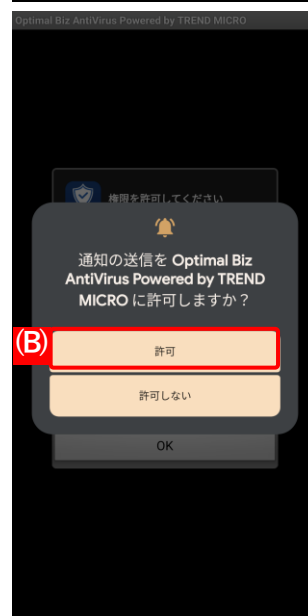 Optimal Biz AntiVirus Powered by TREND MICRO
権限を許可してください
通知の送信を Optimal Biz
AntiVirus Powered by TREND
MICRO に許可しますか？
(B)
許可
許可しない
OK